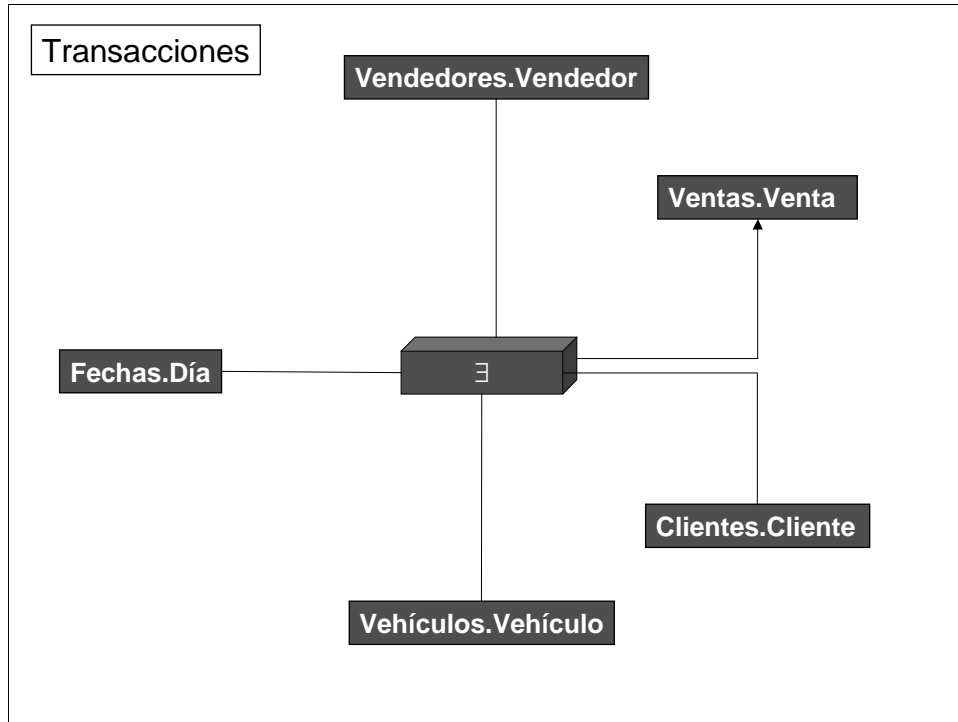 Transacciones
Vendedores.Vendedor
Ventas.Venta
Fechas.Día
∃
Clientes.Cliente
Vehículos.Vehículo